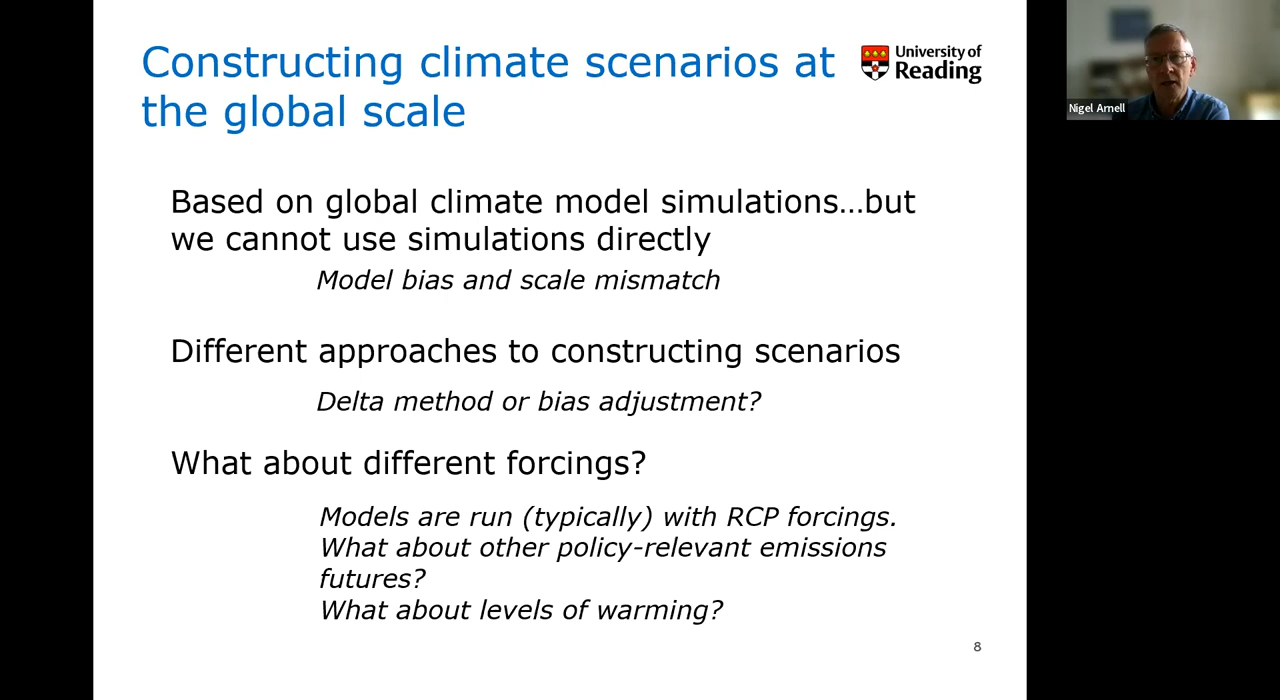 Constructing climate scenarios at
the global scale
University of
Reading
Nigel Arnell
Based on global climate model simulations...but
we cannot use simulations directly
Model bias and scale mismatch
Different approaches to constructing scenarios
Delta method or bias adjustment?
What about different forcings?
Models are run (typically) with RCP forcings.
What about other policy-relevant emissions
futures?
What about levels of warming?
8